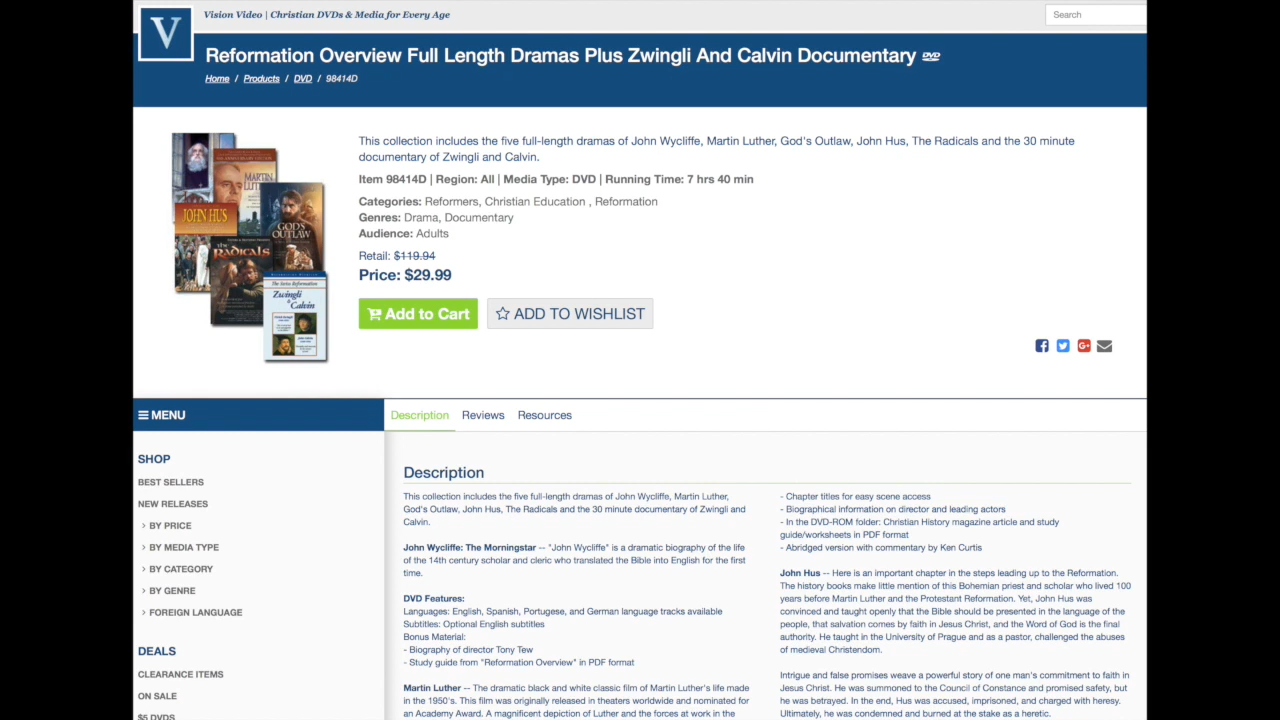 V
Vision Video | Christian DVDs & Media for Every Age
Search
Reformation Overview Full Length Dramas Plus Zwingli And Calvin Documentary DVD
Home / Products / DVD / 98414D
This collection includes the five full-length dramas of John Wycliffe, Martin Luther, God's Outlaw, John Hus, The Radicals and the 30 minute
documentary of Zwingli and Calvin.
Item 98414D | Region: All | Media Type: DVD | Running Time: 7 hrs 40 min
Categories: Reformers, Christian Education , Reformation
Genres: Drama, Documentary
Audience: Adults
Retail: $119.94
Price: $29.99
Add to Cart
ADD TO WISHLIST
MARTIN
JOHN HUS
GOD'S
OUTLAW
the
RADICALS
The Swiss Reformation
Zwingli
& Calvin
MENU
Description Reviews Resources
SHOP
BEST SELLERS
NEW RELEASES
> BY PRICE
> BY MEDIA TYPE
> BY CATEGORY
> BY GENRE
> FOREIGN LANGUAGE
DEALS
CLEARANCE ITEMS
ON SALE
$5 DVDS
Description
This collection includes the five full-length dramas of John Wycliffe, Martin Luther,
God's Outlaw, John Hus, The Radicals and the 30 minute documentary of Zwingli and
Calvin.
John Wycliffe: The Morningstar -- "John Wycliffe" is a dramatic biography of the life
of the 14th century scholar and cleric who translated the Bible into English for the first
time.
DVD Features:
Languages: English, Spanish, Portugese, and German language tracks available
Subtitles: Optional English subtitles
Bonus Material:
- Biography of director Tony Tew
- Study guide from "Reformation Overview" in PDF format
Martin Luther -- The dramatic black and white classic film of Martin Luther's life made
in the 1950's. This film was originally released in theaters worldwide and nominated for
an Academy Award. A magnificent depiction of Luther and the forces at work in the
- Chapter titles for easy scene access
- Biographical information on director and leading actors
- In the DVD-ROM folder: Christian History magazine article and study
guide/worksheets in PDF format
- Abridged version with commentary by Ken Curtis
John Hus -- Here is an important chapter in the steps leading up to the Reformation.
The history books make little mention of this Bohemian priest and scholar who lived 100
years before Martin Luther and the Protestant Reformation. Yet, John Hus was
convinced and taught openly that the Bible should be presented in the language of the
people, that salvation comes by faith in Jesus Christ, and the Word of God is the final
authority. He taught in the University of Prague and as a pastor, challenged the abuses
of medieval Christendom.
Intrigue and false promises weave a powerful story of one man's commitment to faith in
Jesus Christ. He was summoned to the Council of Constance and promised safety, but
he was betrayed. In the end, Hus was accused, imprisoned, and charged with heresy.
Ultimately, he was condemned and burned at the stake as a heretic.